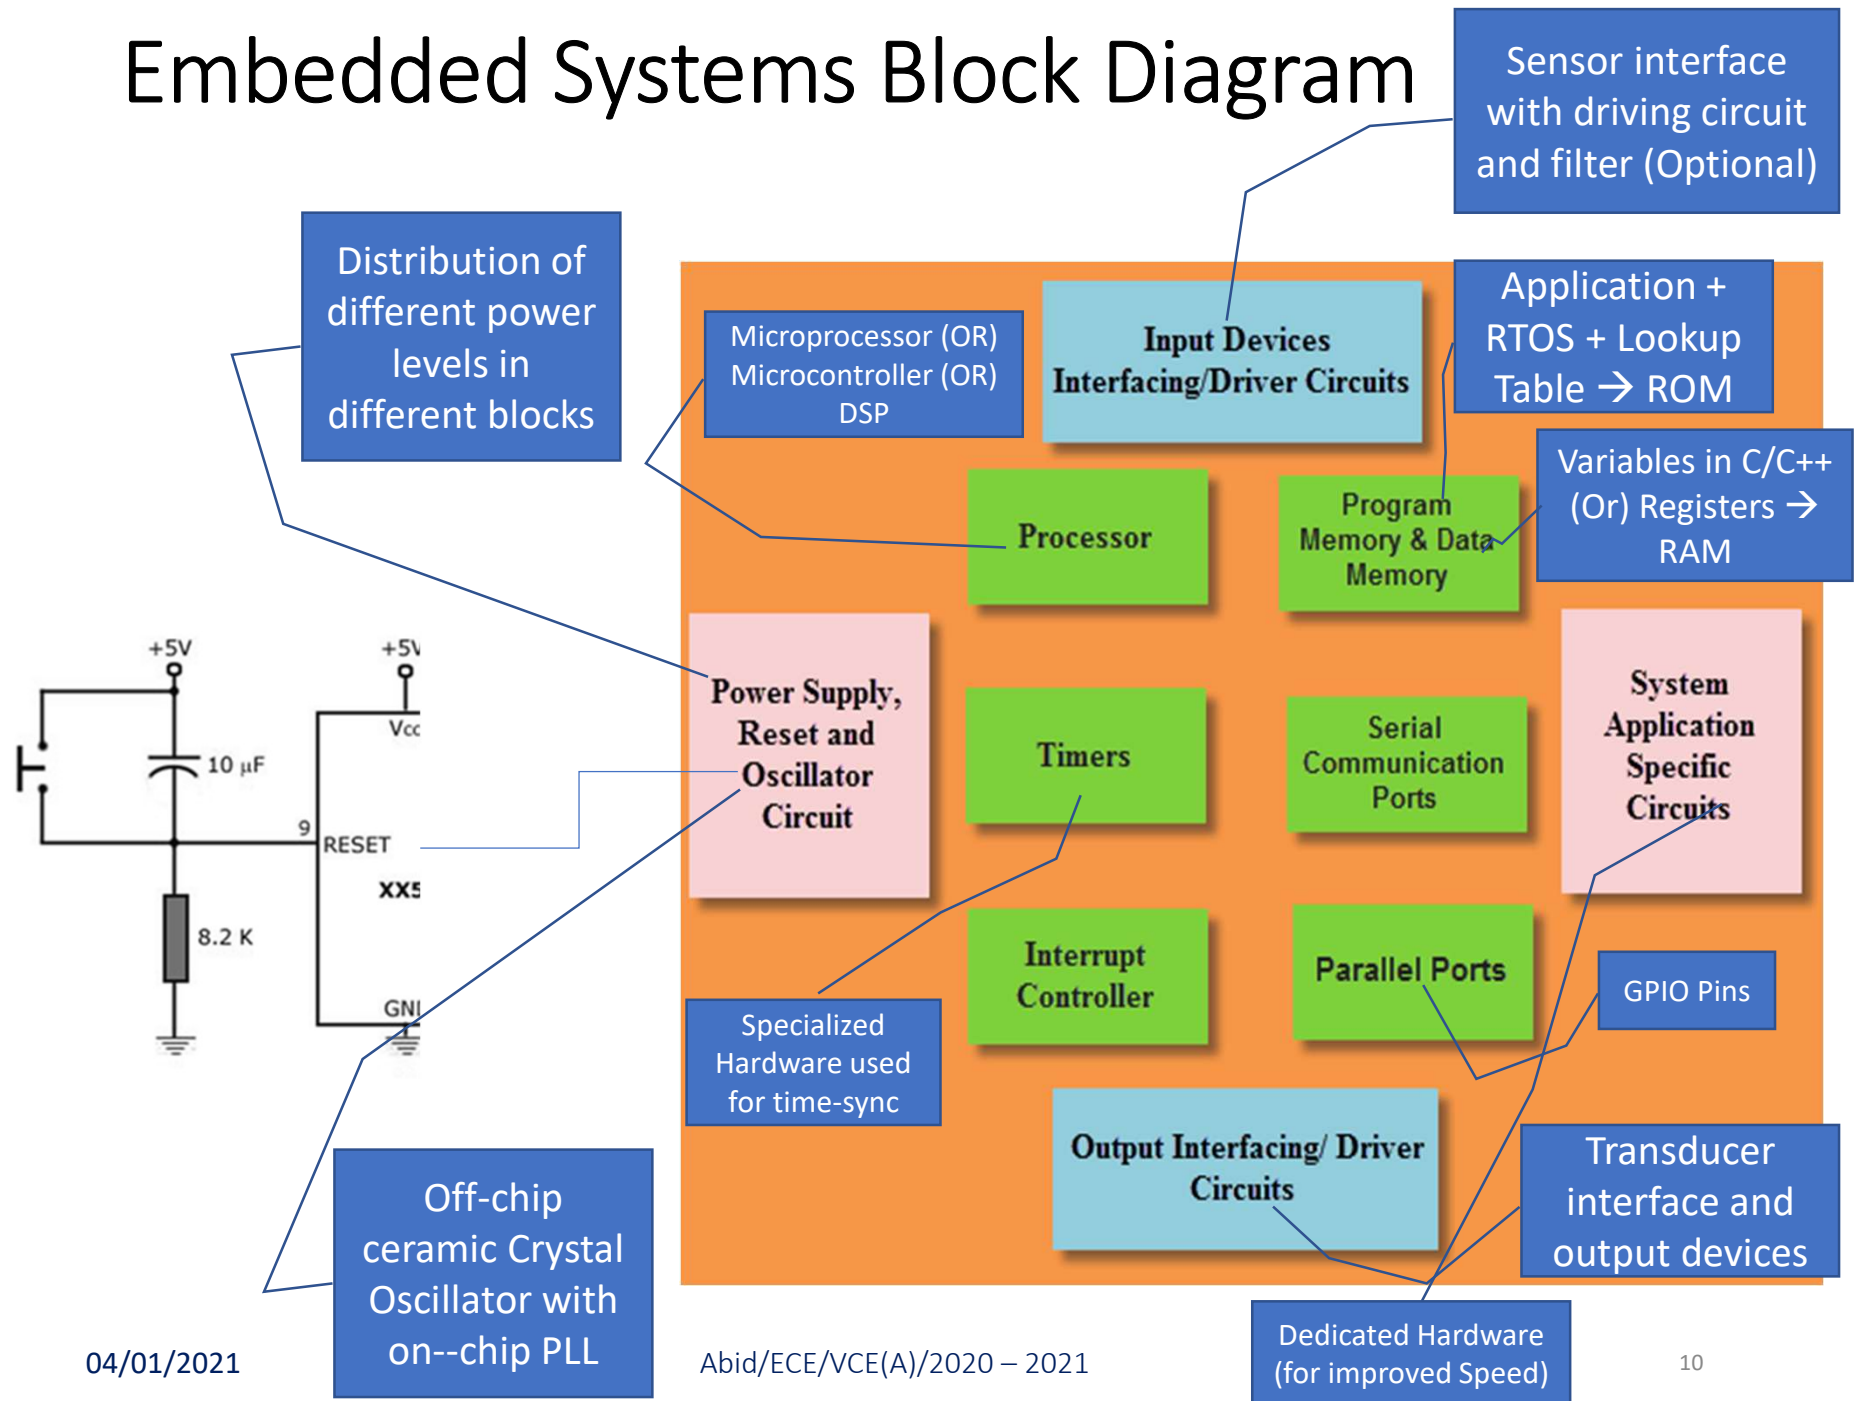 Embedded Systems Block Diagram
Sensor interface
with driving circuit
and filter (Optional)
Distribution of
different power
levels in
different blocks
Microprocessor (OR)
Microcontroller (OR)
DSP
Input Devices
Interfacing/Driver Circuits
Application +
RTOS + Lookup
Table → ROM
Variables in C/C++
(Or) Registers →
RAM
Processor
Program
Memory & Data
Memory
+5V
+5V
Vcc
10 µF
9
RESET
XX5
8.2 K
GN
Power Supply,
Reset and
Oscillator
Circuit
Timers
Serial
Communication
Ports
System
Application
Specific
Circuits
Interrupt
Controller
Parallel Ports
GPIO Pins
Specialized
Hardware used
for time-sync
Output Interfacing/ Driver
Circuits
Transducer
interface and
output devices
Off-chip
ceramic Crystal
Oscillator with
on--chip PLL
Dedicated Hardware
(for improved Speed)
04/01/2021
Abid/ECE/VCE(A)/2020 – 2021
10